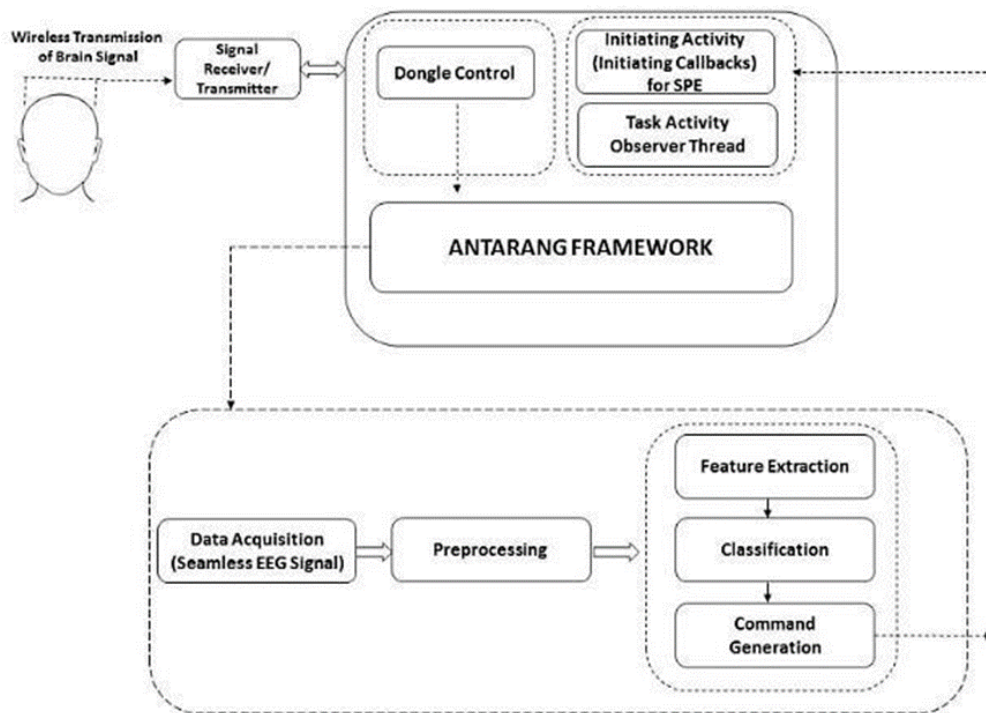 Wireless Transmission
of Brain Signal
Signal
Receiver/
Transmitter
Dongle Control
Initiating Activity
(Initiating Callbacks)
for SPE
Task Activity
Observer Thread
ANTARANG FRAMEWORK
Data Acquisition
(Seamless EEG Signal)
Preprocessing
Feature Extraction
Classification
Command
Generation